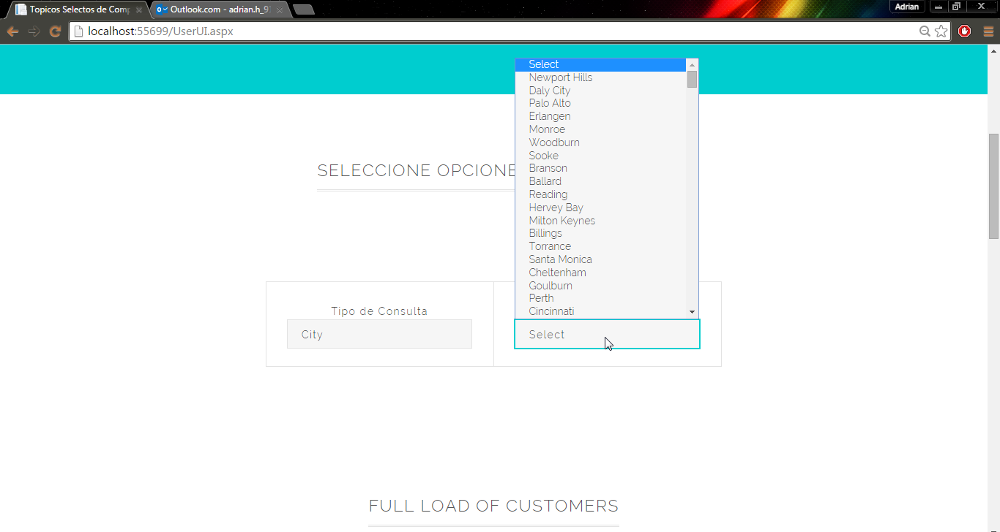 Topicos Selectos de Comp
Outlook.com - adrian.h_91
Adrian
localhost:55699/UserUI.aspx
SELECCIONE OPCIONE
Select
Newport Hills
Daly City
Palo Alto
Erlangen
Monroe
Woodburn
Sooke
Branson
Ballard
Reading
Hervey Bay
Milton Keynes
Billings
Torrance
Santa Monica
Cheltenham
Goulburn
Perth
Cincinnati
Tipo de Consulta
City
Select
FULL LOAD OF CUSTOMERS